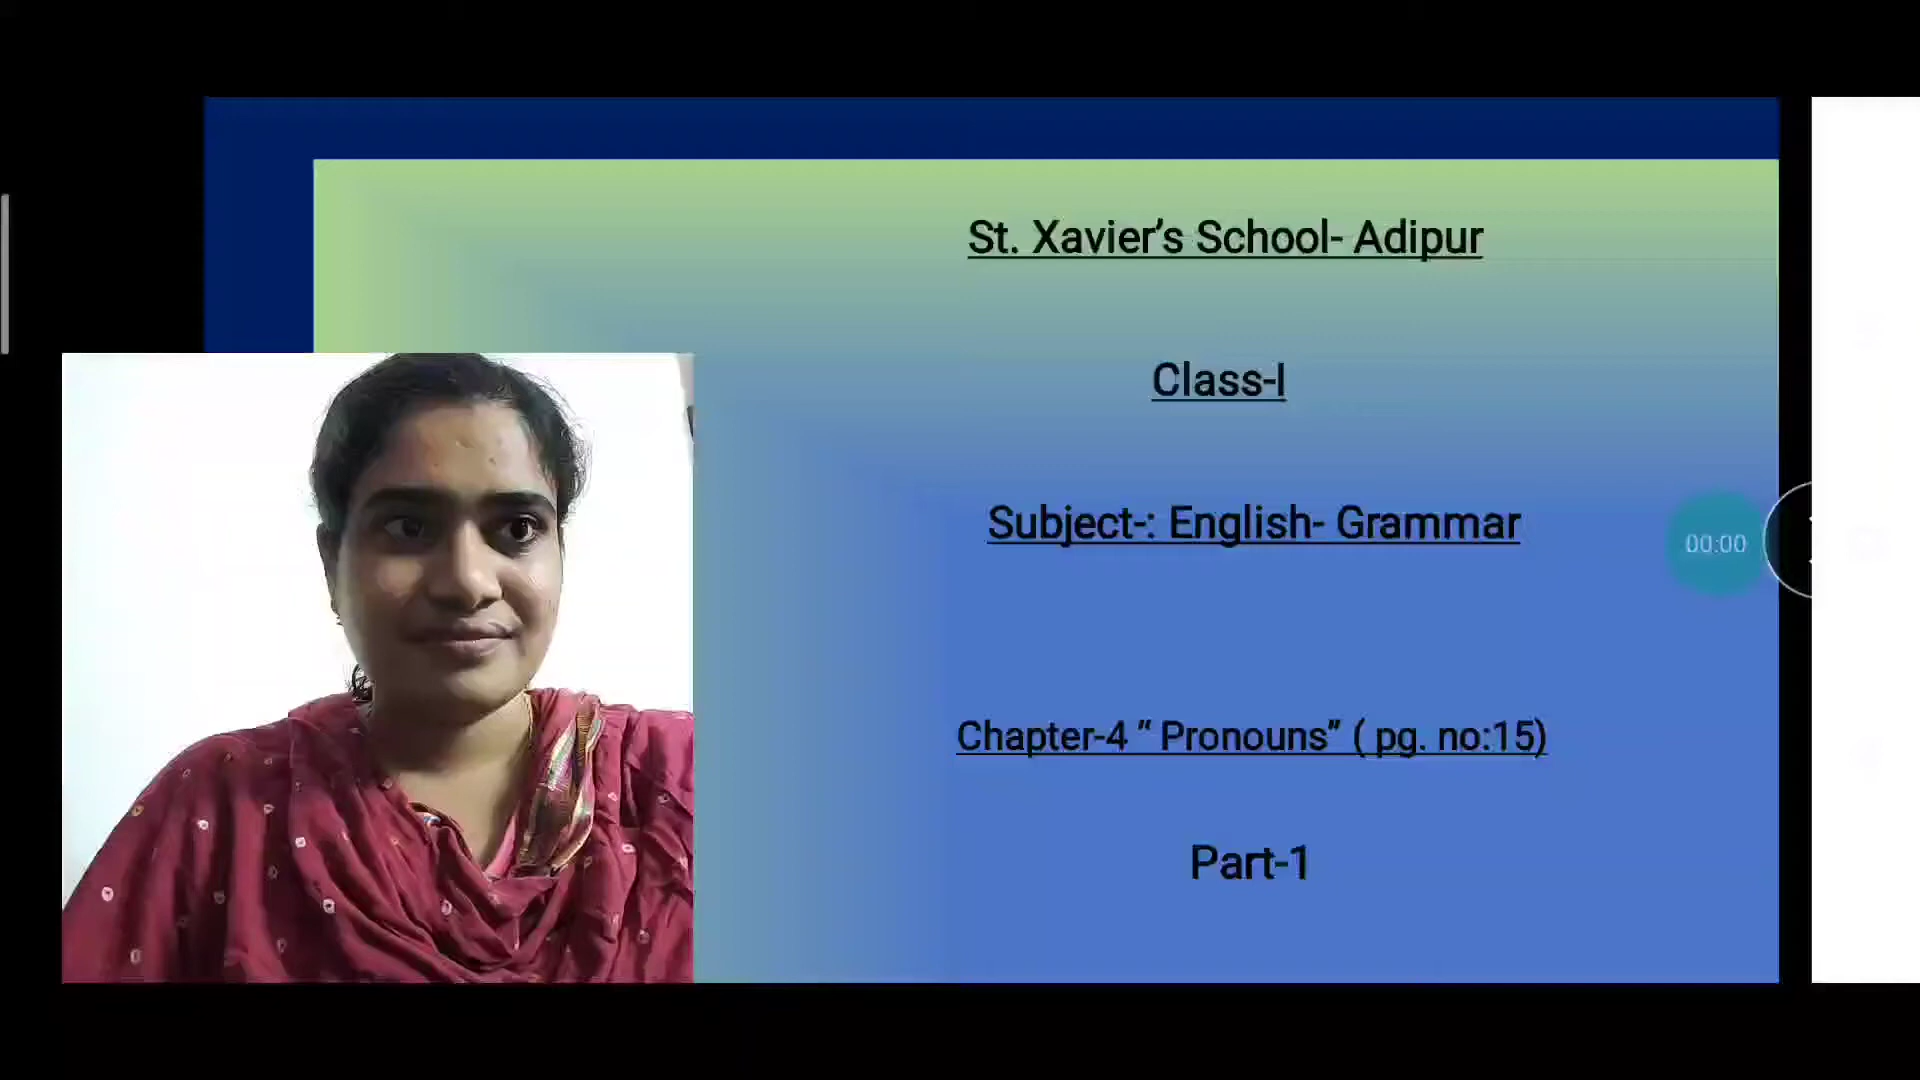 St. Xavier’s School- Adipur
Class-I
Subject-: English- Grammar
00:00
Chapter-4 “ Pronouns” ( pg. no:15)
Part-1